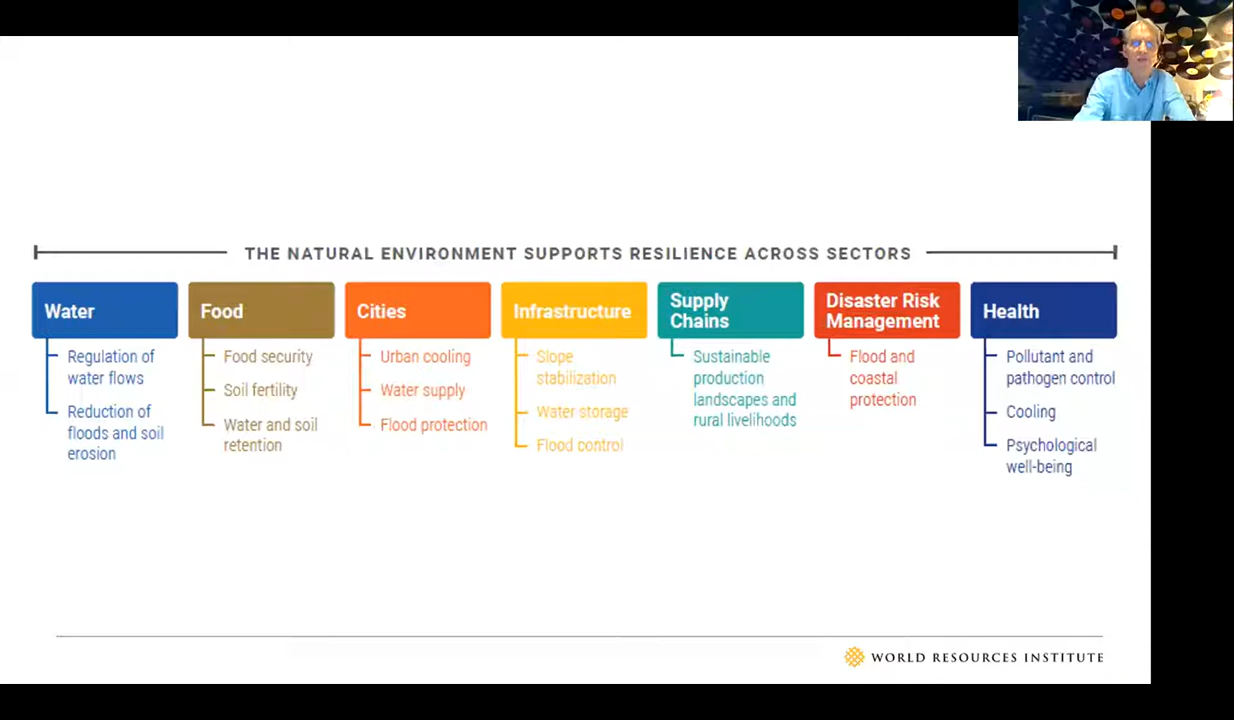 THE NATURAL ENVIRONMENT SUPPORTS RESILIENCE ACROSS SECTORS
Water
Regulation of
water flows
Reduction of
floods and soil
erosion
Food
Food security
Soil fertility
Water and soil
retention
Cities
Urban cooling
Water supply
Flood protection
Infrastructure
Slope
stabilization
Water storage
Flood control
Supply
Chains
Sustainable
production
landscapes and
rural livelihoods
Disaster Risk
Management
Flood and
coastal
protection
Health
Pollutant and
pathogen control
Cooling
Psychological
well-being
WORLD RESOURCES INSTITUTE